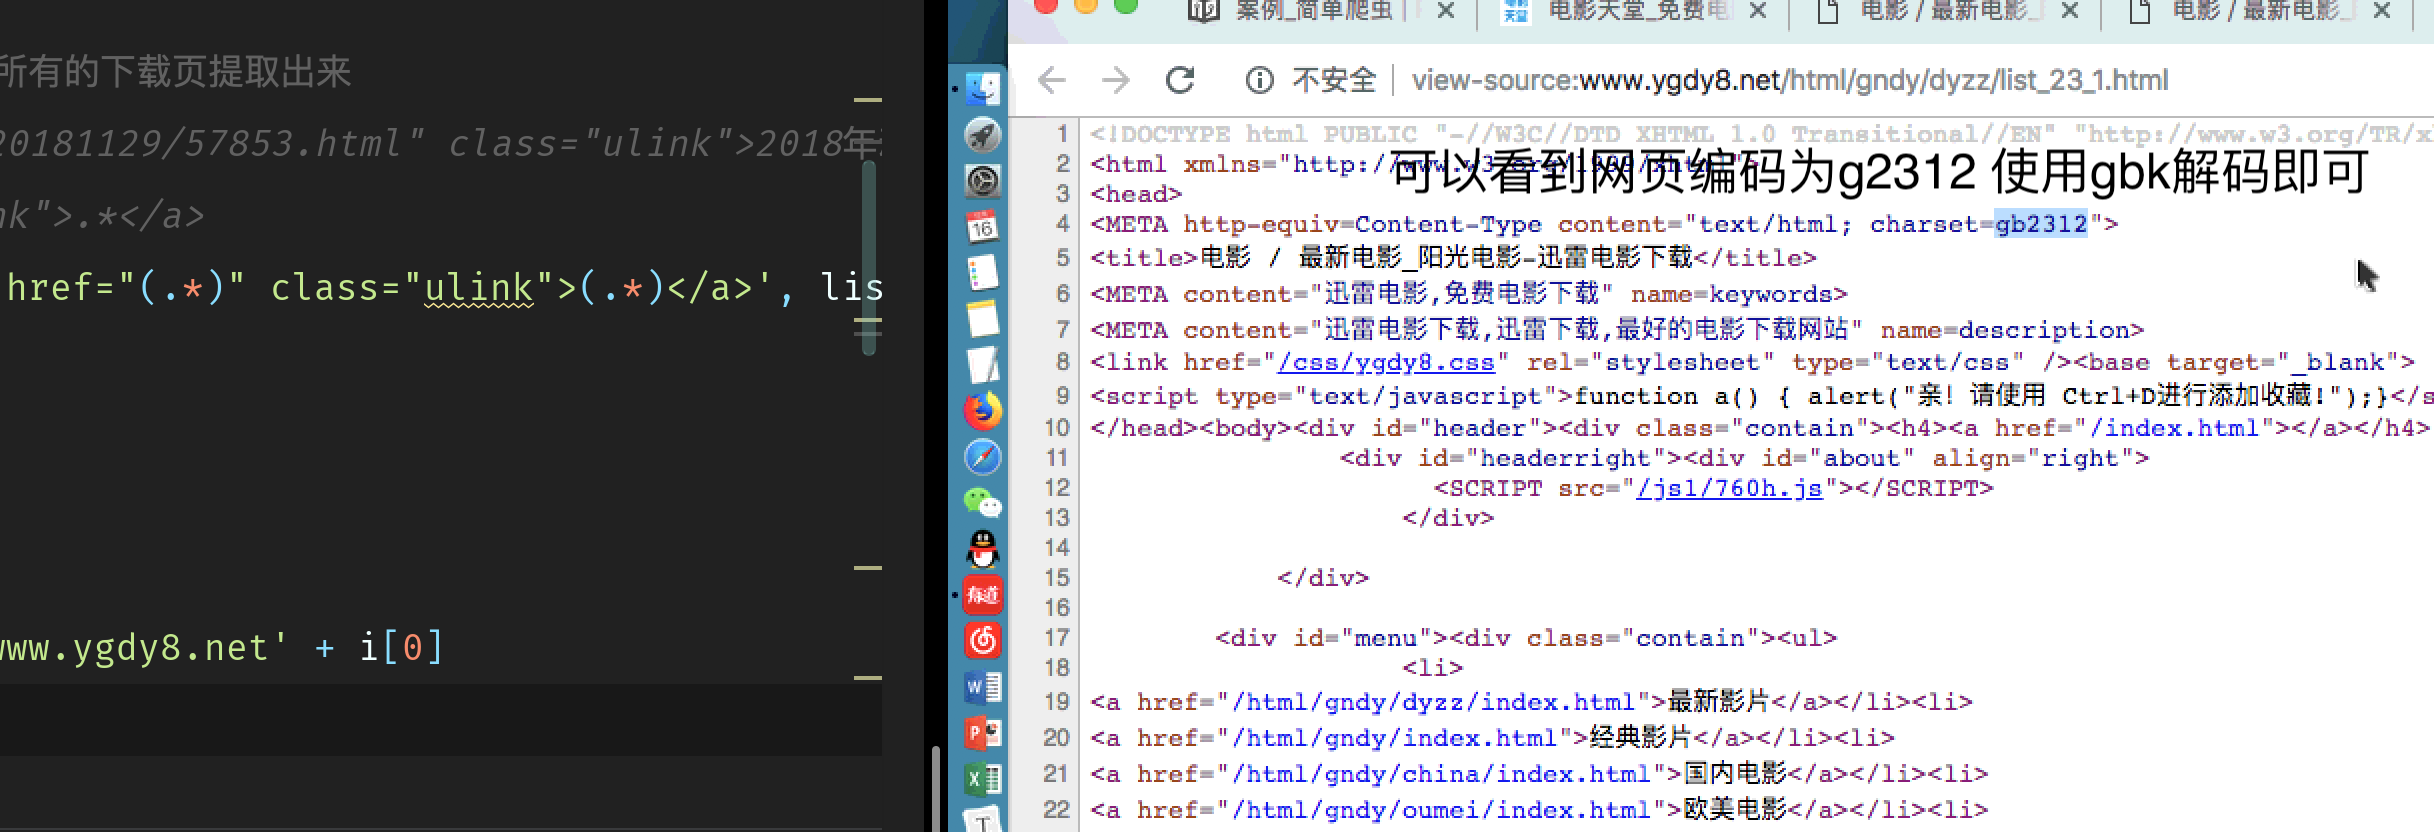 所有的下载页提取出来
20181129/57853.html" class="ulink">2018年
nk">.*</a>
href="(.*)" class="ulink">(.*)</a>', lis
www.ygdy8.net' + i[0]
案例_简单爬虫 |
电影天堂_免费电
电影 / 最新电影_
电影 / 最新电影_
不安全 | view-source:www.ygdy8.net/html/gndy/dyzz/list_23_1.html
可以看到网页编码为g2312 使用gbk解码即可
1 <!DOCTYPE html PUBLIC "-//W3C//DTD XHTML 1.0 Transitional//EN" "http://www.w3.org/TR/x
2 <html xmlns="http://www.w3.org/1999/xhtml">
3 <head>
4 <META http-equiv=Content-Type content="text/html; charset=gb2312">
5 <title>电影 / 最新电影_阳光电影-迅雷电影下载</title>
6 <META content="迅雷电影,免费电影下载" name=keywords>
7 <META content="迅雷电影下载,迅雷下载,最好的电影下载网站" name=description>
8 <link href="/css/ygdy8.css" rel="stylesheet" type="text/css" /><base target="_blank">
9 <script type="text/javascript">function a() { alert("亲! 请使用 Ctrl+D进行添加收藏!");}</s
10 </head><body><div id="header"><div class="contain"><h4><a href="/index.html"></a></h4>
11 <div id="headerright"><div id="about" align="right">
12 <SCRIPT src="/js1/760h.js"></SCRIPT>
13 </div>
14
15 </div>
16
17 <div id="menu"><div class="contain"><ul>
18 <li>
19 <a href="/html/gndy/dyzz/index.html">最新影片</a></li><li>
20 <a href="/html/gndy/index.html">经典影片</a></li><li>
21 <a href="/html/gndy/china/index.html">国内电影</a></li><li>
22 <a href="/html/gndy/oumei/index.html">欧美电影</a></li><li>
16
有道
W
P
X
T